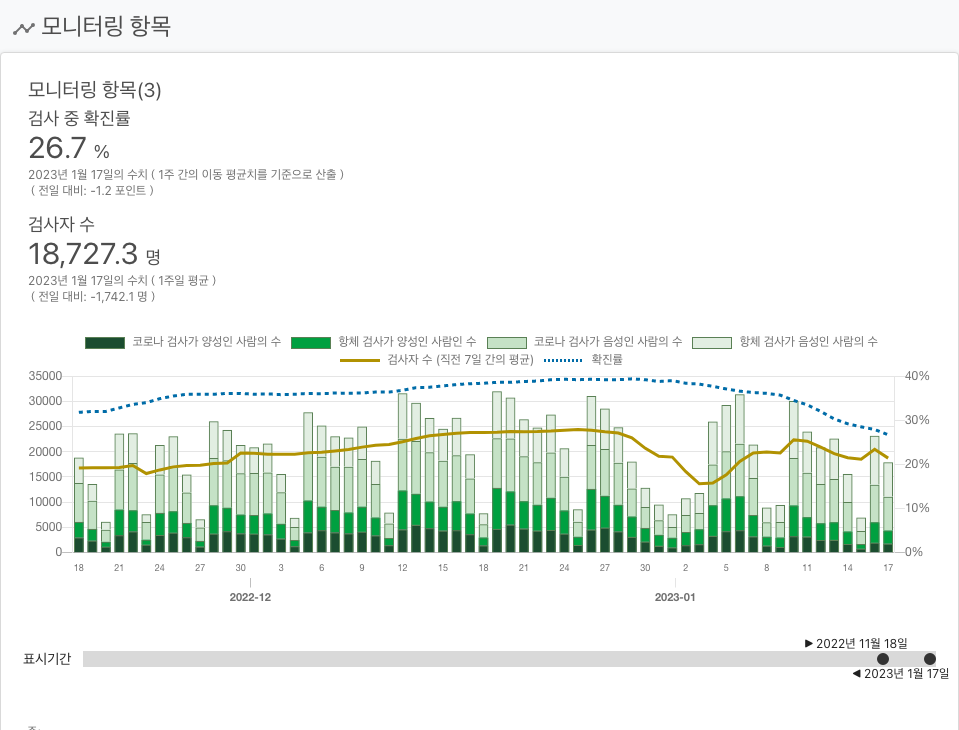 모니터링 항목
모니터링 항목(3)
검사 중 확진률
26.7 %
2023년 1월 17일의 수치 ( 1주 간의 이동 평균치를 기준으로 산출 )
( 전일 대비: -1.2 포인트 )
검사자 수
18,727.3 명
2023년 1월 17일의 수치 ( 1주일 평균 )
( 전일 대비: -1,742.1 명 )
코로나 검사가 양성인 사람의 수 항체 검사가 양성인 사람인 수 코로나 검사가 음성인 사람의 수 항체 검사가 음성인 사람의 수
검사자 수 (직전 7일 간의 평균) 확진률
35000 40%
30000
25000 30%
20000 20%
15000
10000 10%
5000
0 0%
18 21 24 27 30 3 6 9 12 15 18 21 24 27 30 2 5 8 11 14 17
2022-12 2023-01
▶ 2022년 11월 18일
표시기간
◀ 2023년 1월 17일